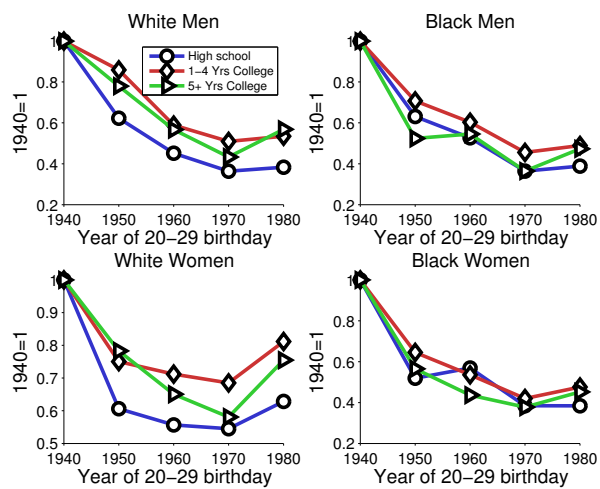 White Men
Black Men
1
0.8
0.6
0.4
0.2
1940=1
High school
1−4 Yrs College
5+ Yrs College
1940 1950 1960 1970 1980
Year of 20−29 birthday
1
0.8
0.6
0.4
0.2
1940=1
1940 1950 1960 1970 1980
Year of 20−29 birthday
White Women
Black Women
1
0.9
0.8
0.7
0.6
0.5
1940=1
1940 1950 1960 1970 1980
Year of 20−29 birthday
1
0.8
0.6
0.4
0.2
1940=1
1940 1950 1960 1970 1980
Year of 20−29 birthday